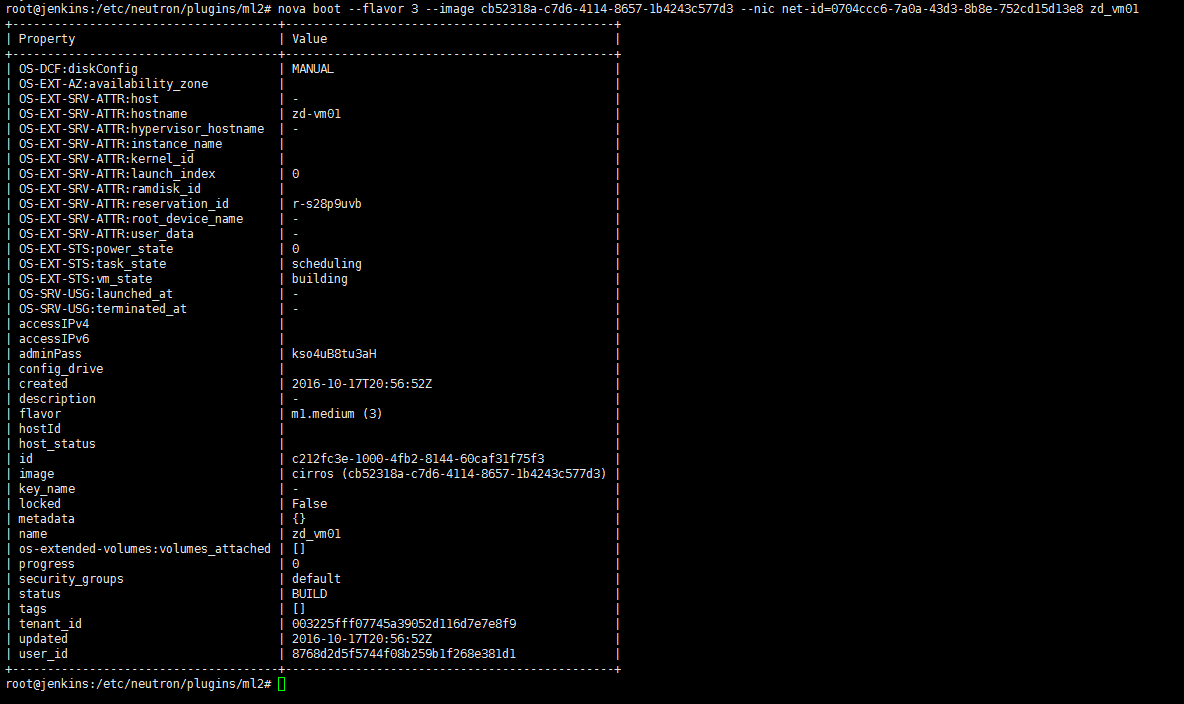 root@jenkins:/etc/neutron/plugins/ml2# nova boot --flavor 3 --image cb52318a-c7d6-4114-8657-1b4243c577d3 --nic net-id=0704ccc6-7a0a-43d3-8b8e-752cd15d13e8 zd_vm01
+--------------------------------------+----------------------------------------------+
| Property                             | Value                                        |
+--------------------------------------+----------------------------------------------+
| OS-DCF:diskConfig                    | MANUAL                                       |
| OS-EXT-AZ:availability_zone          |                                              |
| OS-EXT-SRV-ATTR:host                 | -                                            |
| OS-EXT-SRV-ATTR:hostname             | zd-vm01                                      |
| OS-EXT-SRV-ATTR:hypervisor_hostname  | -                                            |
| OS-EXT-SRV-ATTR:instance_name        |                                              |
| OS-EXT-SRV-ATTR:kernel_id            |                                              |
| OS-EXT-SRV-ATTR:launch_index         | 0                                            |
| OS-EXT-SRV-ATTR:ramdisk_id           |                                              |
| OS-EXT-SRV-ATTR:reservation_id       | r-s28p9uvb                                   |
| OS-EXT-SRV-ATTR:root_device_name     | -                                            |
| OS-EXT-SRV-ATTR:user_data            | -                                            |
| OS-EXT-STS:power_state               | 0                                            |
| OS-EXT-STS:task_state                | scheduling                                   |
| OS-EXT-STS:vm_state                  | building                                     |
| OS-SRV-USG:launched_at               | -                                            |
| OS-SRV-USG:terminated_at             | -                                            |
| accessIPv4                           |                                              |
| accessIPv6                           |                                              |
| adminPass                            | kso4uB8tu3aH                                 |
| config_drive                         |                                              |
| created                              | 2016-10-17T20:56:52Z                         |
| description                          | -                                            |
| flavor                               | m1.medium (3)                                |
| hostId                               |                                              |
| host_status                          |                                              |
| id                                   | c212fc3e-1000-4fb2-8144-60caf31f75f3         |
| image                                | cirros (cb52318a-c7d6-4114-8657-1b4243c577d3) |
| key_name                             | -                                            |
| locked                               | False                                        |
| metadata                             | {}                                           |
| name                                 | zd_vm01                                      |
| os-extended-volumes:volumes_attached | []                                           |
| progress                             | 0                                            |
| security_groups                      | default                                      |
| status                               | BUILD                                        |
| tags                                 | []                                           |
| tenant_id                            | 003225fff07745a39052d116d7e7e8f9             |
| updated                              | 2016-10-17T20:56:52Z                         |
| user_id                              | 8768d2d5f5744f08b259b1f268e381d1             |
+--------------------------------------+----------------------------------------------+
root@jenkins:/etc/neutron/plugins/ml2#